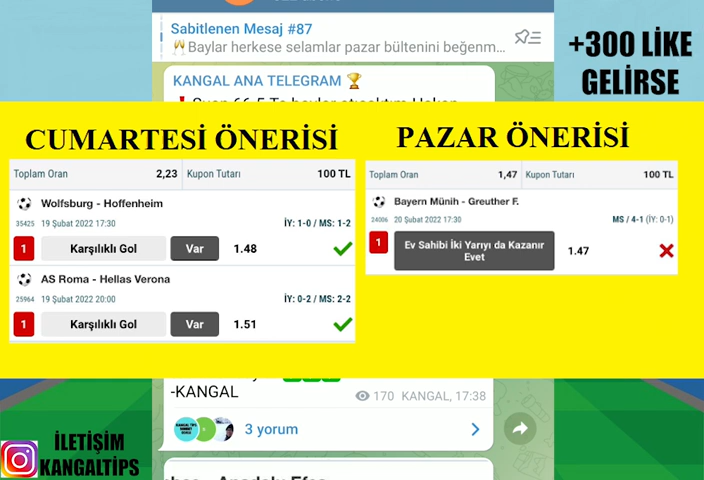 Sabitlenen Mesaj #87
Baylar herkese selamlar pazar bültenini beğenm...
+300 LİKE
GELİRSE
KANGAL ANA TELEGRAM
CUMARTESİ ÖNERİSİ
Toplam Oran 2,23 Kupon Tutarı 100 TL
Wolfsburg - Hoffenheim
35425 19 Şubat 2022 17:30 İY: 1-0 / MS: 1-2
1 Karşılıklı Gol Var 1.48
AS Roma - Hellas Verona
25964 19 Şubat 2022 20:00 İY: 0-2 / MS: 2-2
1 Karşılıklı Gol Var 1.51
PAZAR ÖNERİSİ
Toplam Oran 1,47 Kupon Tutarı 100 TL
Bayern Münih - Greuther F.
24006 20 Şubat 2022 17:30 MS / 4-1 (İY: 0-1)
1 Ev Sahibi İki Yarıyı da Kazanır
Evet 1.47
-KANGAL 170 KANGAL, 17:38
3 yorum
İLETİŞİM
KANGALTİPS